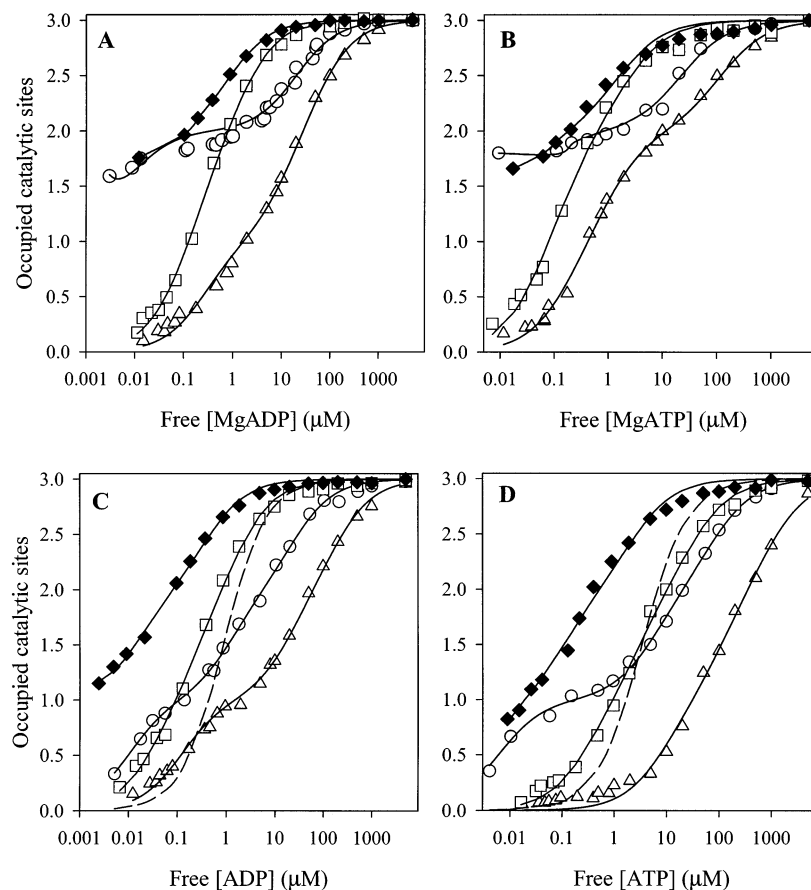 A
B
Occupied catalytic sites
3.0
2.5
2.0
1.5
1.0
0.5
0.0
3.0
2.5
2.0
1.5
1.0
0.5
0.0
0.001 0.01 0.1 1 10 100 1000
0.01 0.1 1 10 100 1000
Free [MgADP] (µM)
Free [MgATP] (µM)
C
D
Occupied catalytic sites
3.0
2.5
2.0
1.5
1.0
0.5
0.0
3.0
2.5
2.0
1.5
1.0
0.5
0.0
0.001 0.01 0.1 1 10 100 1000
0.01 0.1 1 10 100 1000
Free [ADP] (µM)
Free [ATP] (µM)